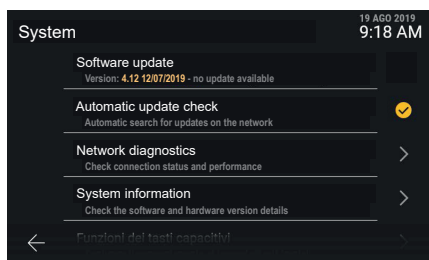 19 AGO 2019
System
9:18 AM
Software update
Version: 4.12 12/07/2019 - no update available
Automatic update check
Automatic search for updates on the network
Network diagnostics
Check connection status and performance
System information
Check the software and hardware version details
Funzioni dei tasti capacitivi